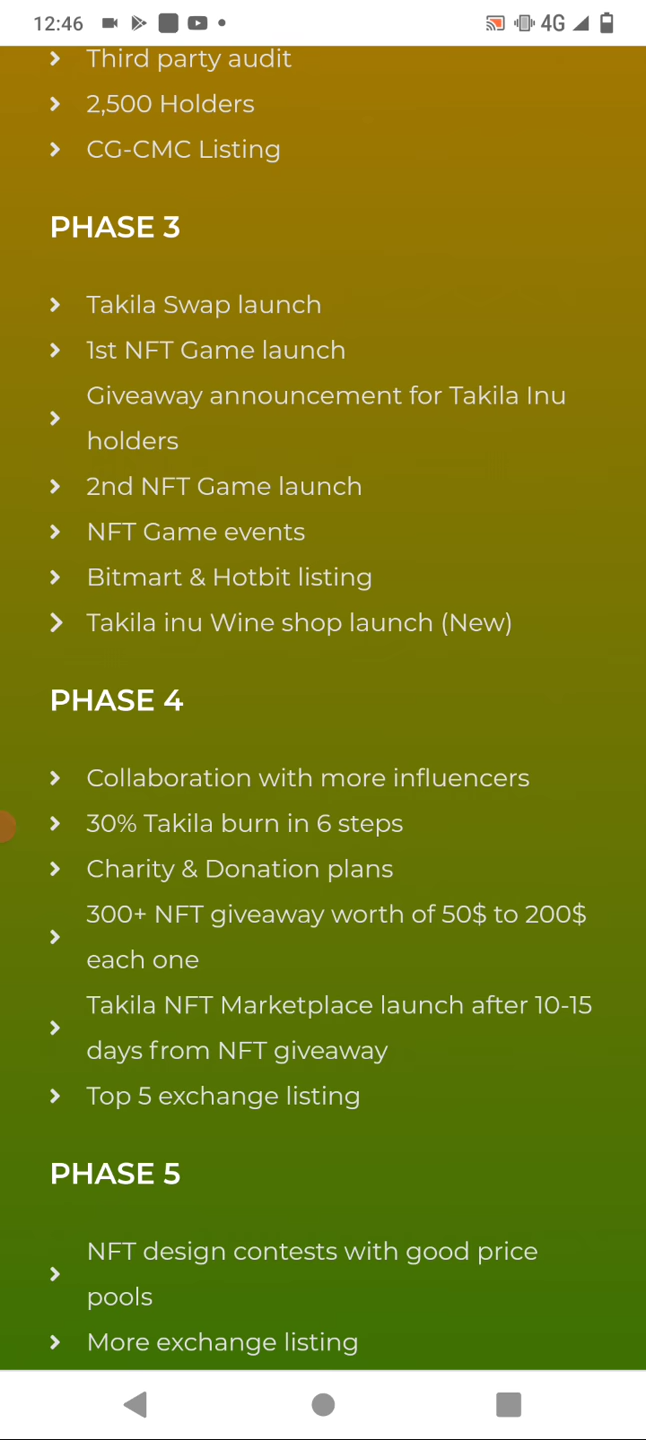 12:46
4G
Third party audit
2,500 Holders
CG-CMC Listing
PHASE 3
Takila Swap launch
1st NFT Game launch
Giveaway announcement for Takila Inu
holders
2nd NFT Game launch
NFT Game events
Bitmart & Hotbit listing
Takila inu Wine shop launch (New)
PHASE 4
Collaboration with more influencers
30% Takila burn in 6 steps
Charity & Donation plans
300+ NFT giveaway worth of 50$ to 200$
each one
Takila NFT Marketplace launch after 10-15
days from NFT giveaway
Top 5 exchange listing
PHASE 5
NFT design contests with good price
pools
More exchange listing